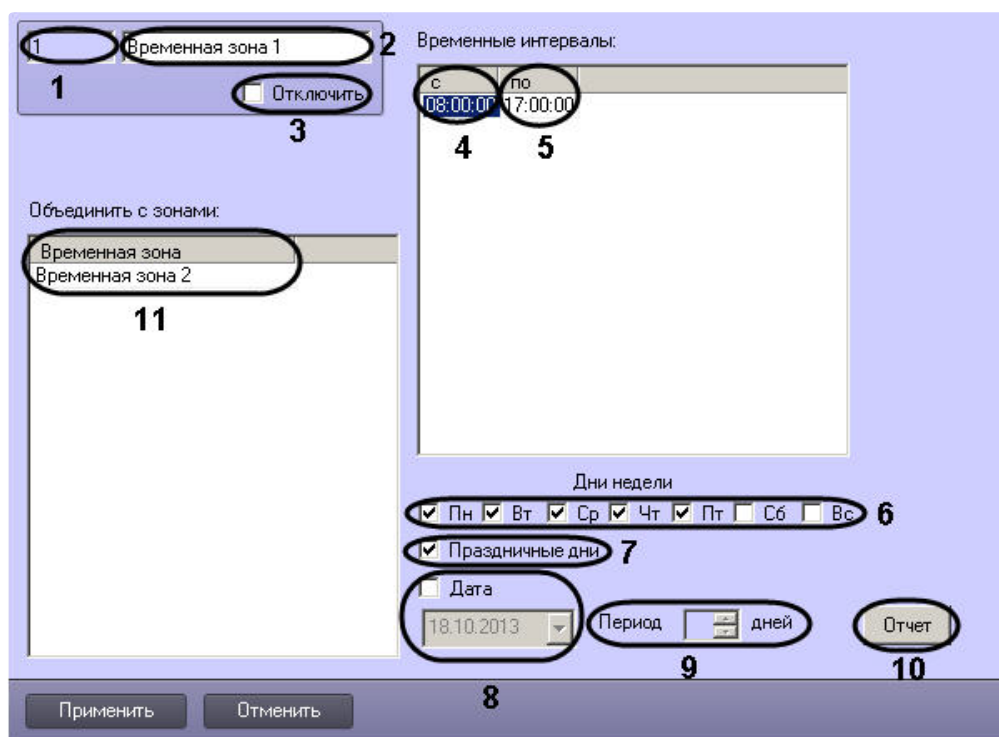 1 Временная зона 1 2
1 Отключить
3
Объединить с зонами:
Временная зона
Временная зона 2
11
Временные интервалы:
с по
08:00:00 17:00:00
4 5
Дни недели
Пн Вт Ср Чт Пт Сб Вс 6
Праздничные дни 7
Дата
18.10.2013 Период дней Отчет
8 9 10
Применить Отменить